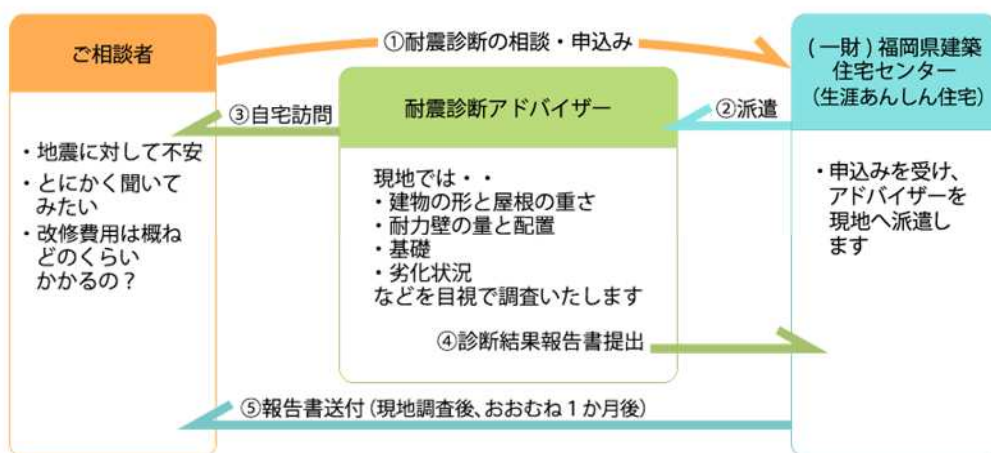 ご相談者
①耐震診断の相談・申込み
(一財)福岡県建築
住宅センター
(生涯あんしん住宅)
③自宅訪問
耐震診断アドバイザー
②派遣
・地震に対して不安
・とにかく聞いて
みたい
・改修費用は概ね
どのくらい
かかるの?
現地では・・
・建物の形と屋根の重さ
・耐力壁の量と配置
・基礎
・劣化状況
などを目視で調査いたします
・申込みを受け、
アドバイザーを
現地へ派遣し
ます
④診断結果報告書提出
⑤報告書送付(現地調査後、おおむね1か月後)